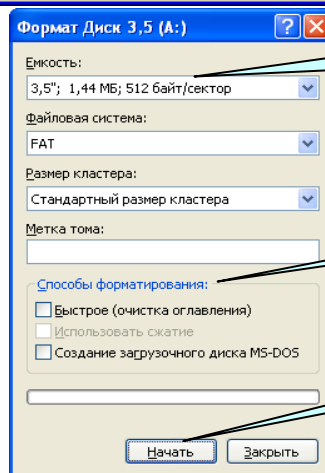 Формат Диск 3,5 (A:)
Емкость:
3,5"; 1,44 МБ; 512 байт/сектор
Файловая система:
FAT
Размер кластера:
Стандартный размер кластера
Метка тома:
Способы форматирования:
Быстрое (очистка оглавления)
Использовать сжатие
Создание загрузочного диска MS-DOS
Начать Закрыть